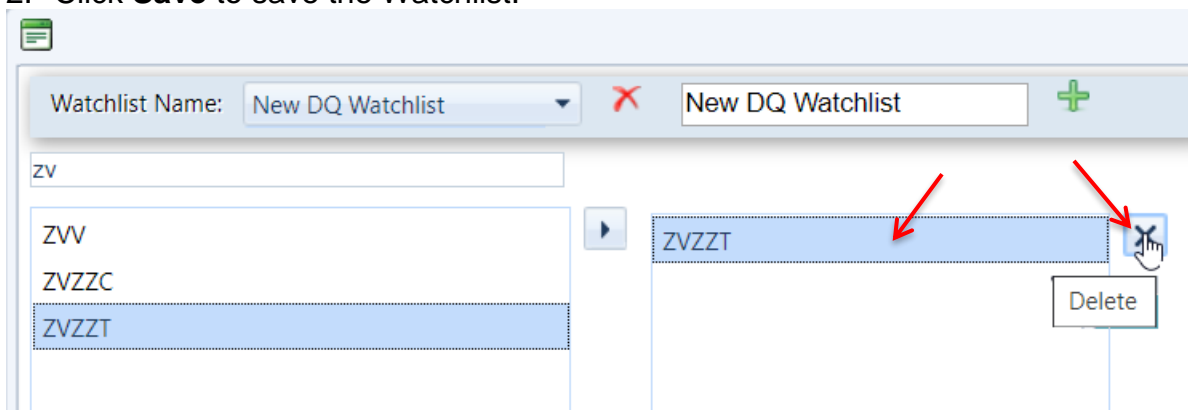 2. Click Save to save the Watchlist.
Watchlist Name: New DQ Watchlist New DQ Watchlist
zv
ZVV
ZVZZT
ZVZZC
Delete
ZVZZT